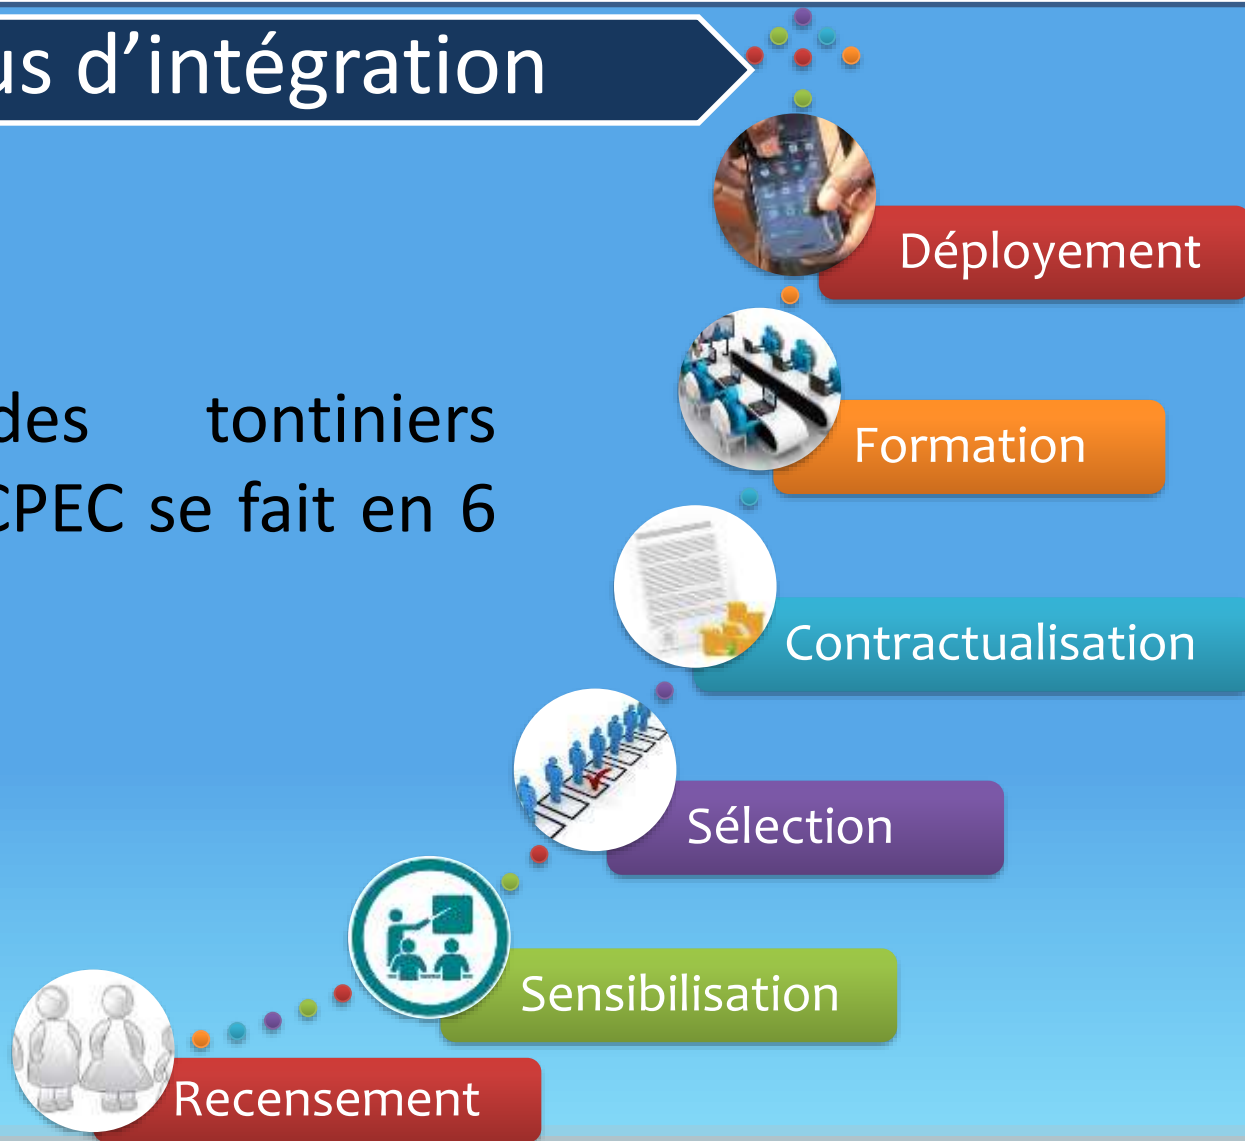 us d’intégration
des tontiniers
CPEC se fait en 6
Déployement
Formation
Contractualisation
Sélection
Sensibilisation
Recensement